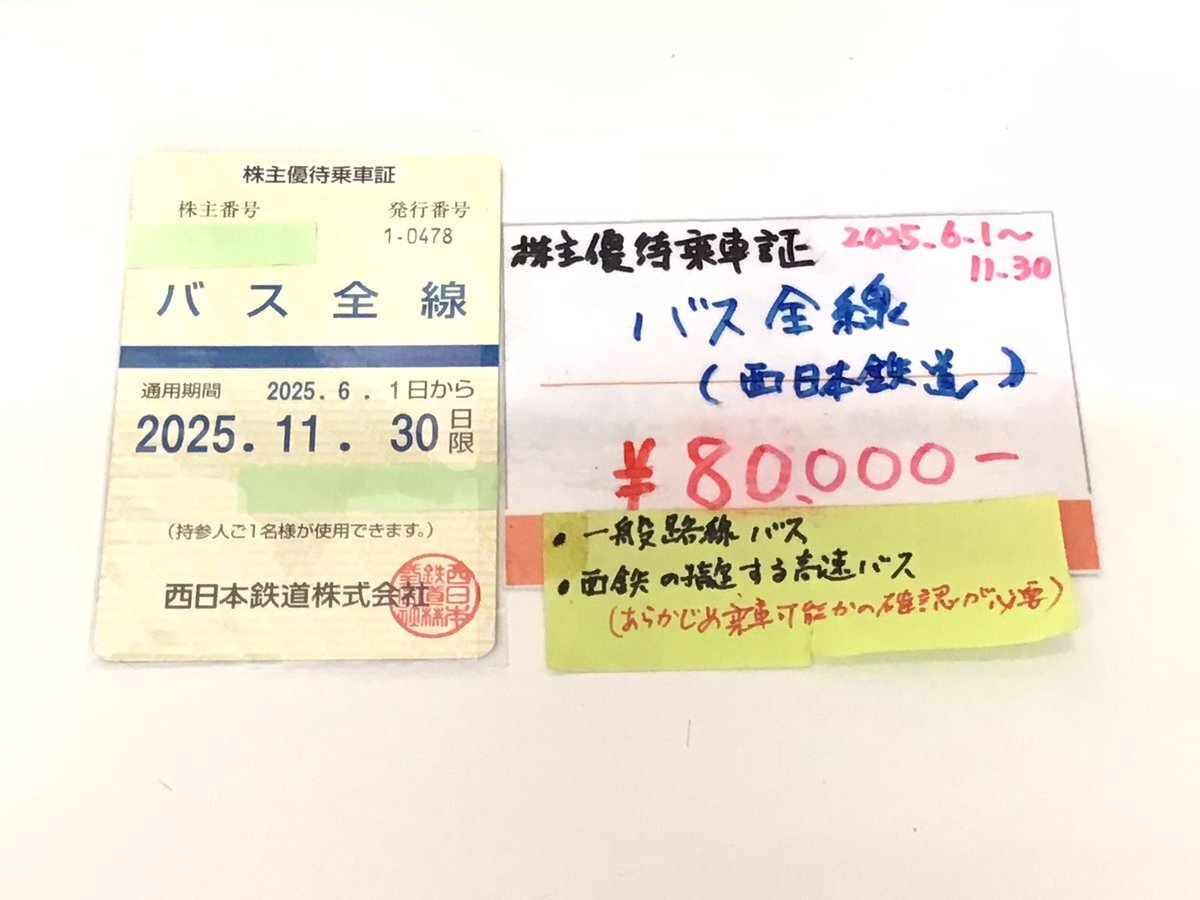 株主優待乗車証
株主番号 発行番号
1-0478
バス全線
通用期間 2025.6.1日から
2025.11.30日限
(持参人ご1名様が使用できます。)
西日本鉄道株式会社
株主優待乗車証 2025.6.1〜
11.30
バス全線
(西日本鉄道)
¥80,000-
・一般路線バス
・西鉄の指定する高速バス
(あらかじめ乗車可能かの確認が必要)